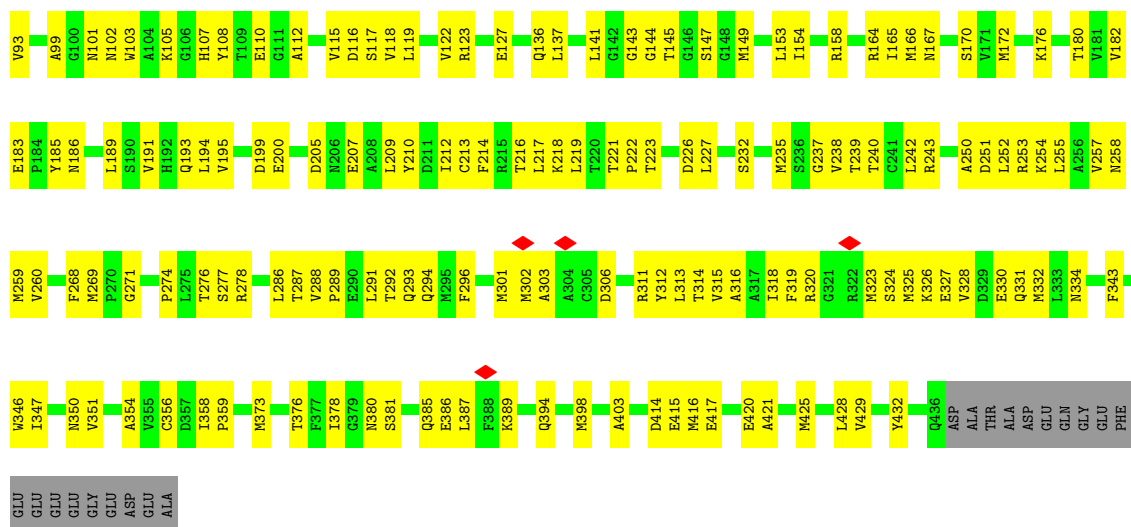 V93 A99 G100 N101 N102 W103 A104 K105 G106 H107 Y108 T109 E110 G111 A112 V115 D116 S117 V118 L119 V122 R123 E127 Q136 L137 L141 G142 G143 G144 T145 G146 S147 G148 M149 L153 I154 R158 R164 I165 M166 N167 S170 V171 M172 K176 T180 V181 V182
E183 P184 Y185 N186 L189 S190 V191 H192 Q193 L194 V195 D199 E200 D205 N206 E207 A208 L209 Y210 D211 I212 C213 F214 R215 T216 L217 K218 L219 T220 T221 P222 T223 D226 L227 S232 M235 S236 G237 V238 T239 T240 C241 L242 R243 A250 D251 L252 R253 K254 L255 A256 V257 N258
M259 V260 F268 M269 P270 G271 P274 L275 T276 S277 R278 L286 T287 V288 P289 E290 L291 T292 Q293 Q294 M295 F296 M301 M302 A303 A304 C305 D306 R311 Y312 L313 T314 V315 A316 A317 I318 F319 R320 G321 R322 M323 S324 M325 K326 E327 V328 D329 E330 Q331 M332 L333 N334 F343
W346 I347 N350 V351 A354 V355 C356 D357 I358 P359 M373 T376 F377 I378 G379 N380 S381 Q385 E386 L387 F388 K389 Q394 M398 A403 D414 E415 M416 E417 E420 A421 M425 L428 V429 Y432 Q436 ASP ALA THR ALA ASP GLU GLN GLY GLU GLU PHE
GLU GLU GLU GLU GLY GLU ASP GLU ALA